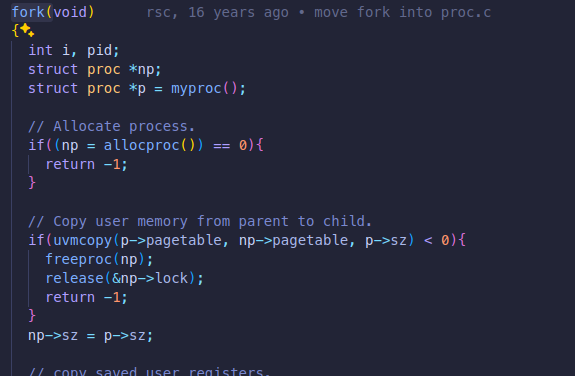 fork(void)      rsc, 16 years ago • move fork into proc.c
{
  int i, pid;
  struct proc *np;
  struct proc *p = myproc();

  // Allocate process.
  if((np = allocproc()) == 0){
    return -1;
  }

  // Copy user memory from parent to child.
  if(uvmcopy(p->pagetable, np->pagetable, p->sz) < 0){
    freeproc(np);
    release(&np->lock);
    return -1;
  }
  np->sz = p->sz;

  // copy saved user registers.